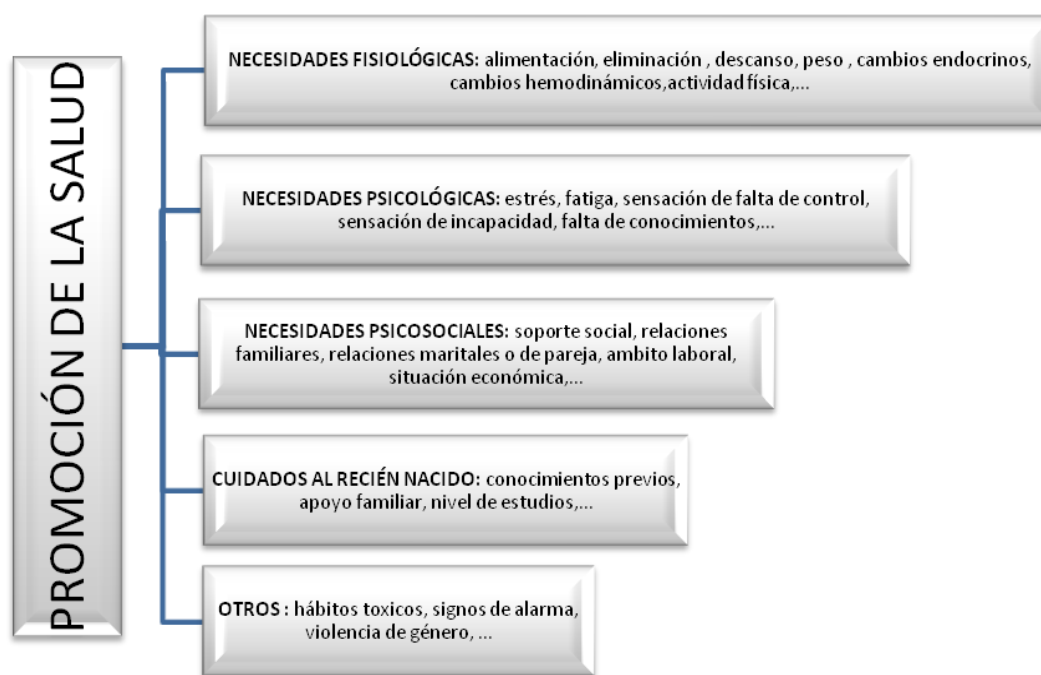 PROMOCIÓN DE LA SALUD
NECESIDADES FISIOLÓGICAS: alimentación, eliminación , descanso, peso , cambios endocrinos,
cambios hemodinámicos,actividad física,...
NECESIDADES PSICOLÓGICAS: estrés, fatiga, sensación de falta de control,
sensación de incapacidad, falta de conocimientos,...
NECESIDADES PSICOSOCIALES: soporte social, relaciones
familiares, relaciones maritales o de pareja, ambito laboral,
situación económica,...
CUIDADOS AL RECIÉN NACIDO: conocimientos previos,
apoyo familiar, nivel de estudios,...
OTROS : hábitos toxicos, signos de alarma,
violencia de género, ...